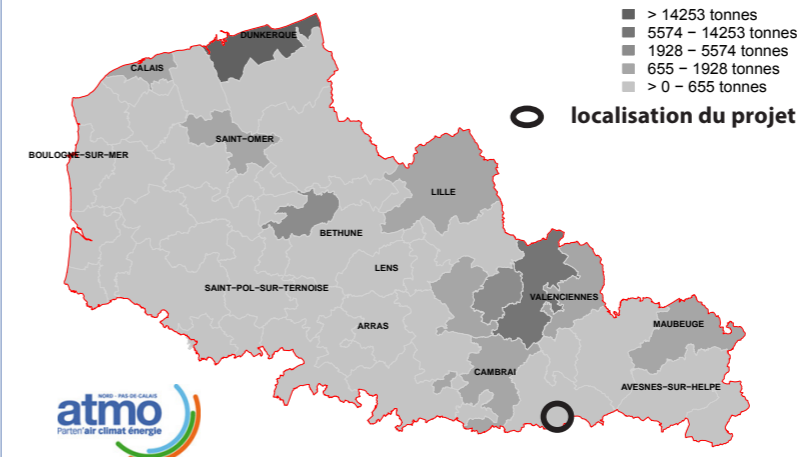 > 14253 tonnes
5574 – 14253 tonnes
1928 – 5574 tonnes
655 – 1928 tonnes
> 0 – 655 tonnes
localisation du projet
DUNKERQUE
CALAIS
SAINT-OMER
BOULOGNE-SUR-MER
LILLE
BETHUNE
LENS
SAINT-POL-SUR-TERNOISE
VALENCIENNES
ARRAS
MAUBEUGE
CAMBRAI
AVESNES-SUR-HELPE
NORD - PAS-DE-CALAIS
atmo
Parten'air climat énergie